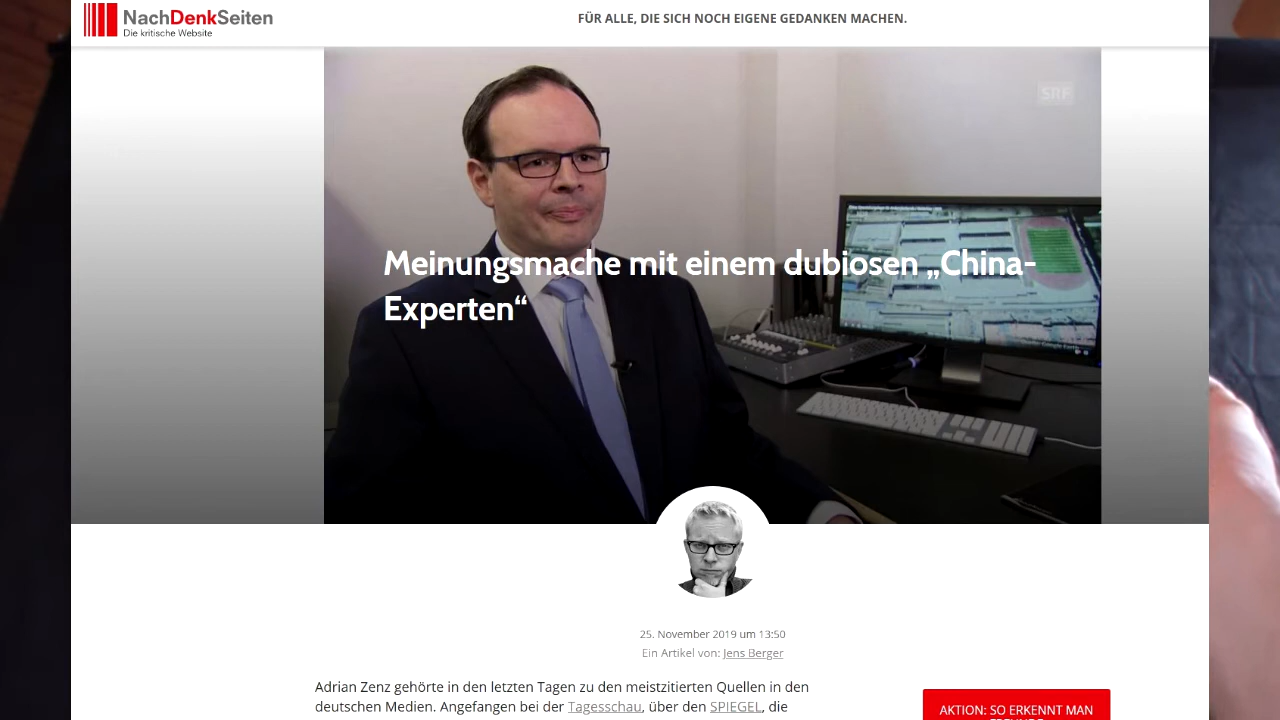 NachDenkSeiten
Die kritische Website
FÜR ALLE, DIE SICH NOCH EIGENE GEDANKEN MACHEN.
SRF
Meinungsmache mit einem dubiosen „China-
Experten“
25. November 2019 um 13:50
Ein Artikel von: Jens Berger
Adrian Zenz gehörte in den letzten Tagen zu den meistzitierten Quellen in den
deutschen Medien. Angefangen bei der Tagesschau, über den SPIEGEL, die
AKTION: SO ERKENNT MAN